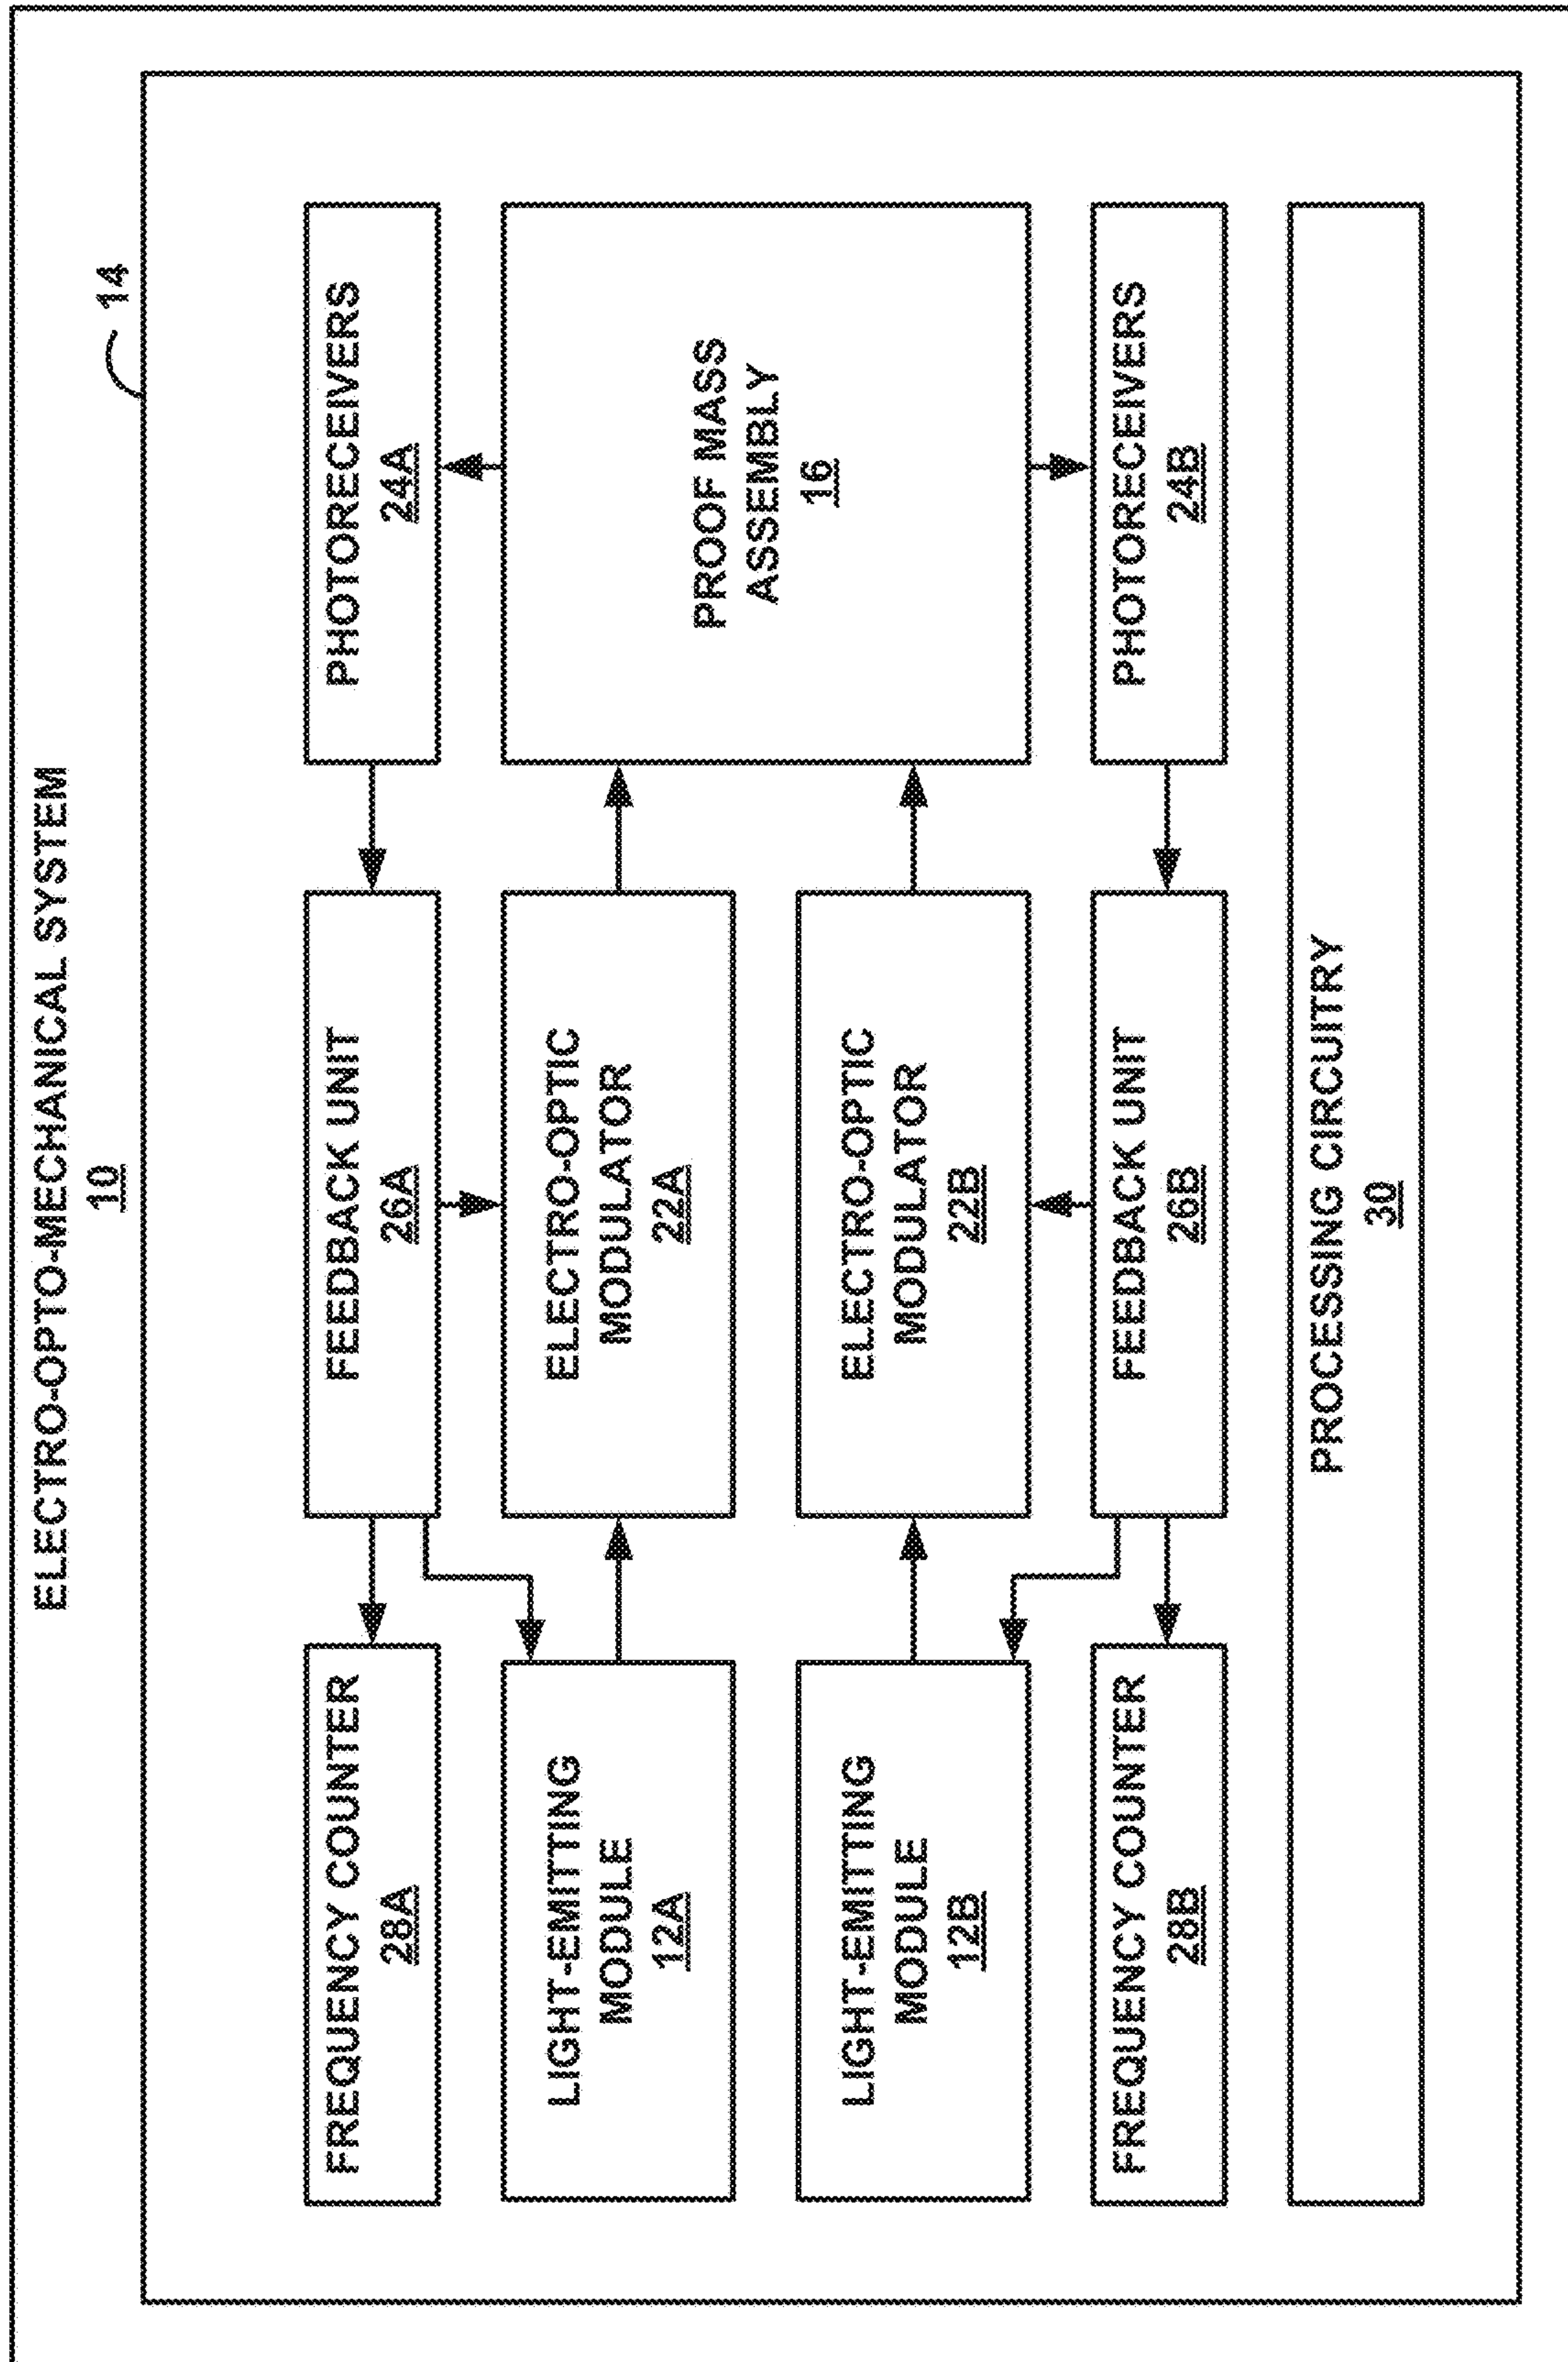 ELECTRO-OPTO-MECHANICAL SYSTEM
10
14
FREQUENCY COUNTER
28A
FEEDBACK UNIT
26A
PHOTORECEIVERS
24A
LIGHT-EMITTING
MODULE
12A
ELECTRO-OPTIC
MODULATOR
22A
PROOF MASS
ASSEMBLY
16
LIGHT-EMITTING
MODULE
12B
ELECTRO-OPTIC
MODULATOR
22B
FREQUENCY COUNTER
28B
FEEDBACK UNIT
26B
PHOTORECEIVERS
24B
PROCESSING CIRCUITRY
30